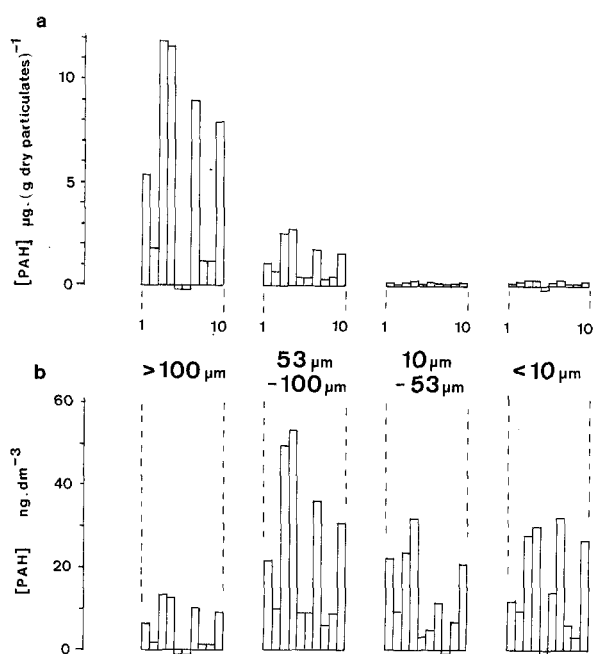 a
[PAH] µg.(g dry particulates)⁻¹
10
5
0
1 10 1 10 1 10 1 10
b
>100 µm
53 µm
-100 µm
10 µm
-53 µm
<10 µm
[PAH] ng.dm⁻³
60
40
20
0